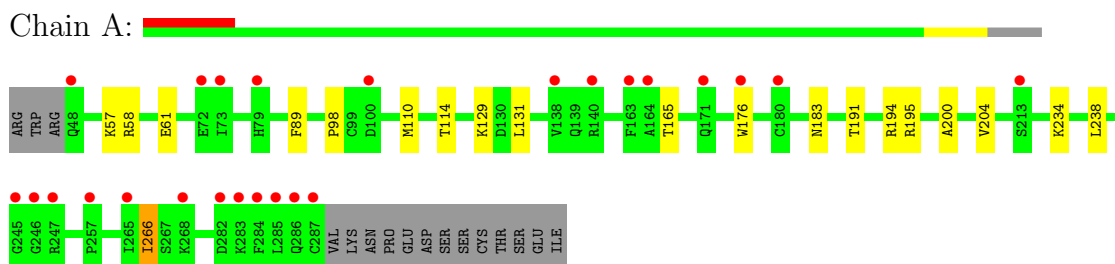 Chain A:
ARG TRP ARG Q48 K57 R58 E61 E72 I73 H79 F89 P98 C99 D100 M110 T114 K129 D130 L131 V138 Q139 R140 F163 A164 T165 Q171 W176 C180 N183 T191 R194 R195 A200 V204 S213 K234 L238
G245 G246 R247 P257 I265 I266 S267 K268 D282 K283 F284 L285 Q286 C287 VAL LYS ASN PRO GLU ASP SER SER CYS THR SER GLU ILE